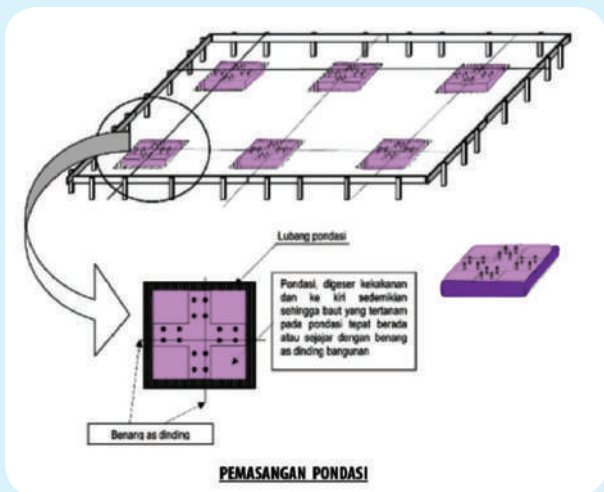 Lubang pondasi
Pondasi, digeser kekakanan
dan ke kiri sedemikian
sehingga baut yang tertanam
pada pondasi tepat berada
atau sejajar dengan benang
as dinding bangunan
Benang as dinding
PEMASANGAN PONDASI